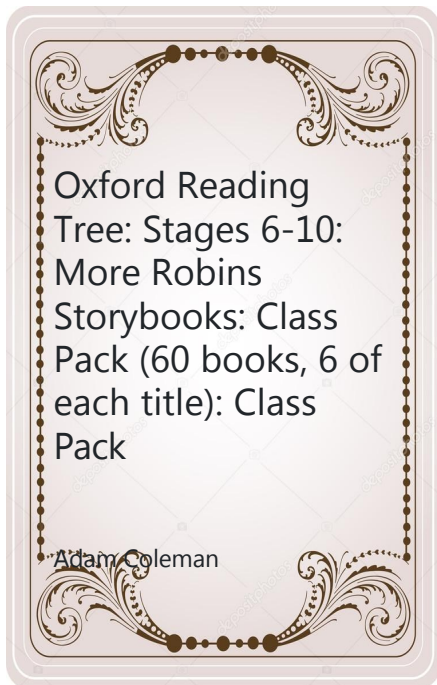 Oxford Reading
Tree: Stages 6-10:
More Robins
Storybooks: Class
Pack (60 books, 6 of
each title): Class
Pack
Adam Coleman